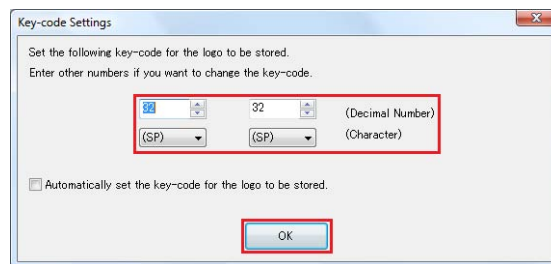 Key-code Settings
Set the following key-code for the logo to be stored.
Enter other numbers if you want to change the key-code.
32 32 (Decimal Number)
(SP) (SP) (Character)
Automatically set the key-code for the logo to be stored.
OK